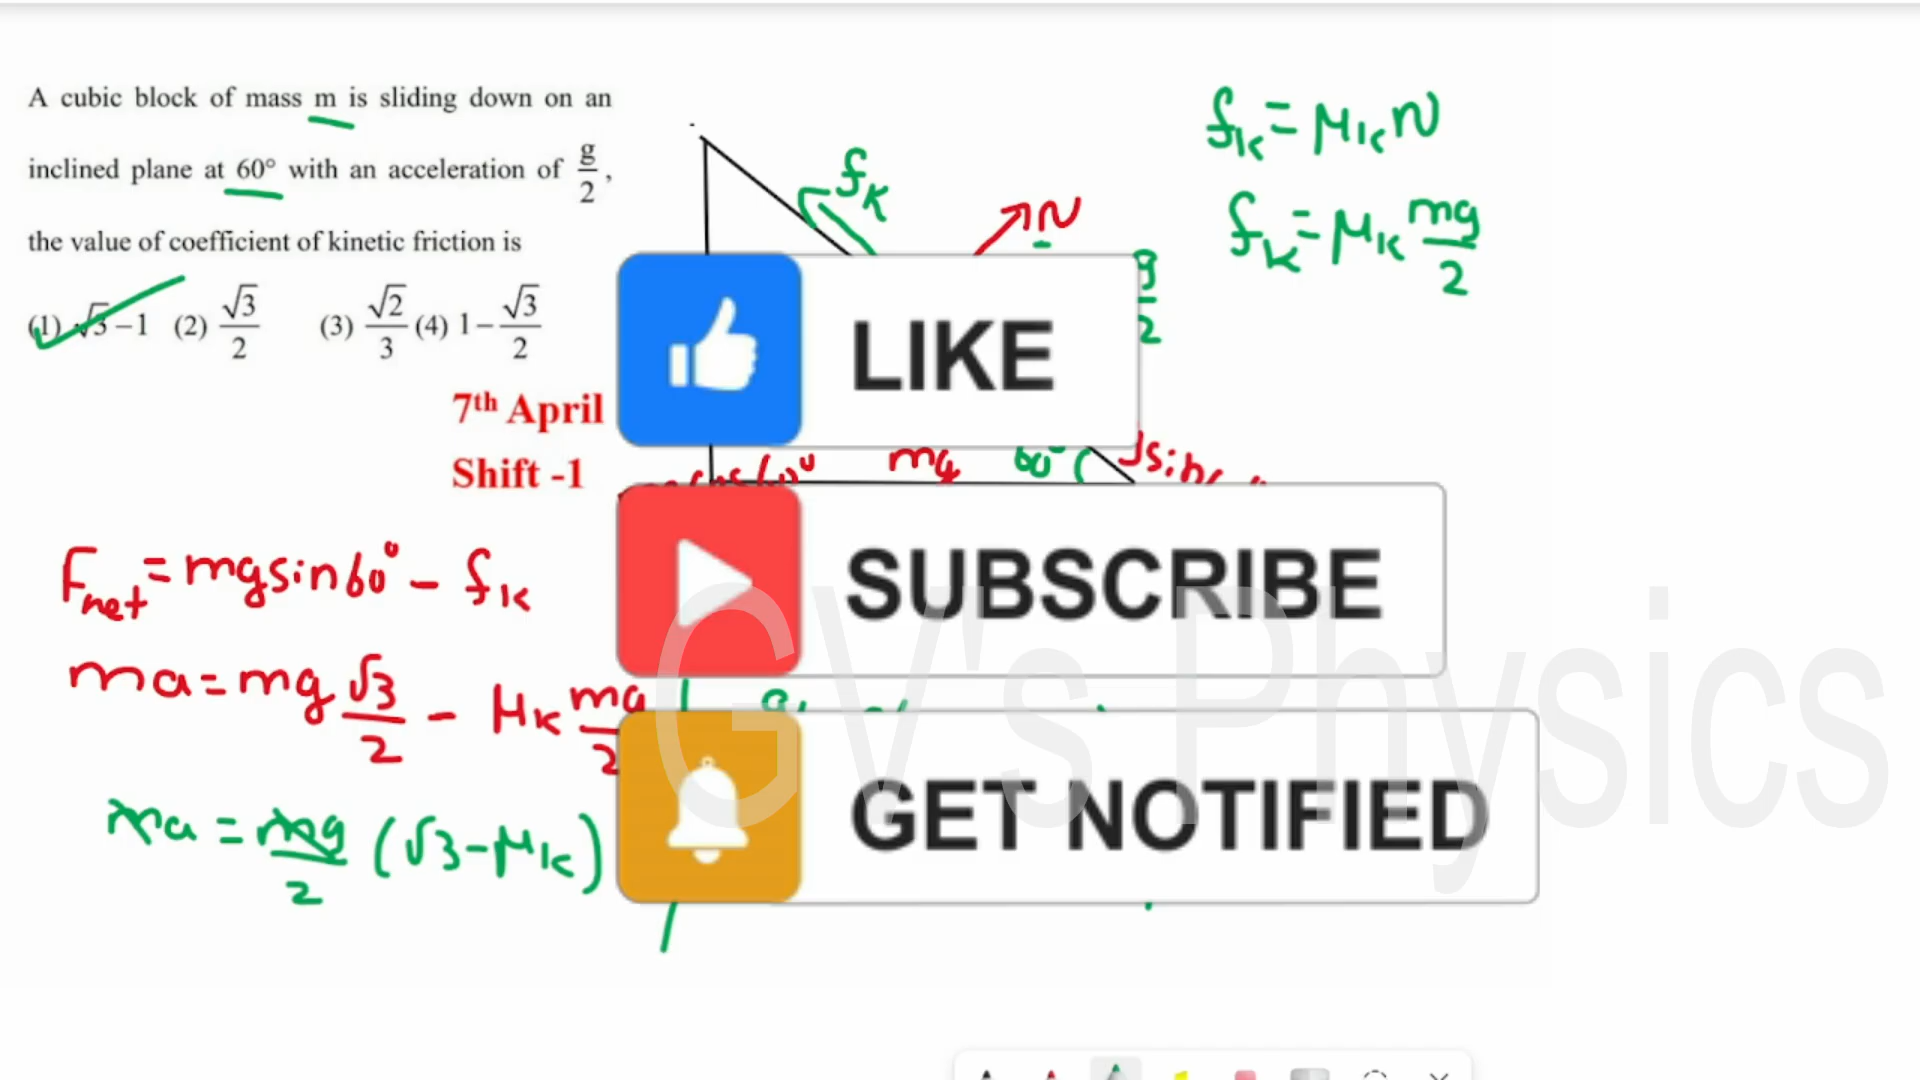 A cubic block of mass m is sliding down on an
inclined plane at 60° with an acceleration of g/2,
the value of coefficient of kinetic friction is
(1) √3−1 (2) √3/2 (3) √2/3 (4) 1−√3/2
7th April
Shift -1
fk
N
g/2
mg
60°
fk = μk N
fk = μk mg/2
Fnet = mgsin60° − fk
ma = mg √3/2 − μk mg/2
ma = mg/2 (√3−μk)
LIKE
SUBSCRIBE
GET NOTIFIED
GV's Physics